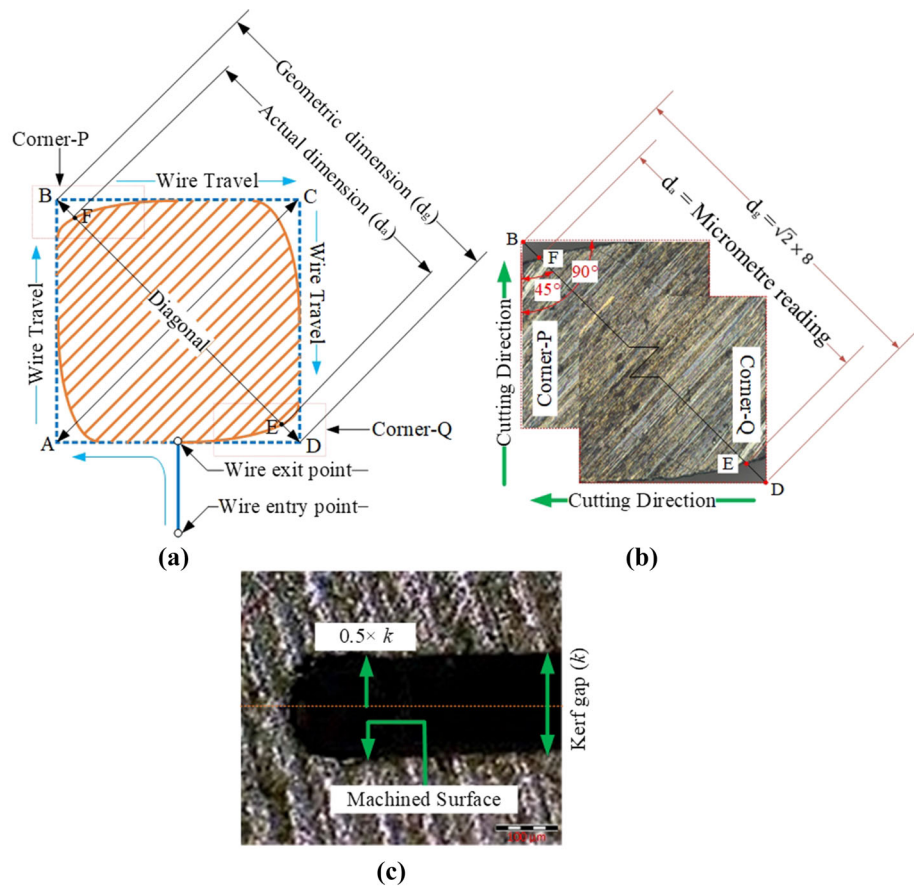 Geometric dimension (dg)
Actual dimension (da)
Corner-P
B
Wire Travel
C
F
Wire Travel
Wire Travel
Diagonal
A
E
D
Corner-Q
Wire exit point
Wire entry point
(a)
dg = √2 × 8
da = Micrometre reading
B
F
90°
45°
Corner-P
Cutting Direction
Corner-Q
E
D
Cutting Direction
(b)
0.5× k
Kerf gap (k)
Machined Surface
100μm
(c)